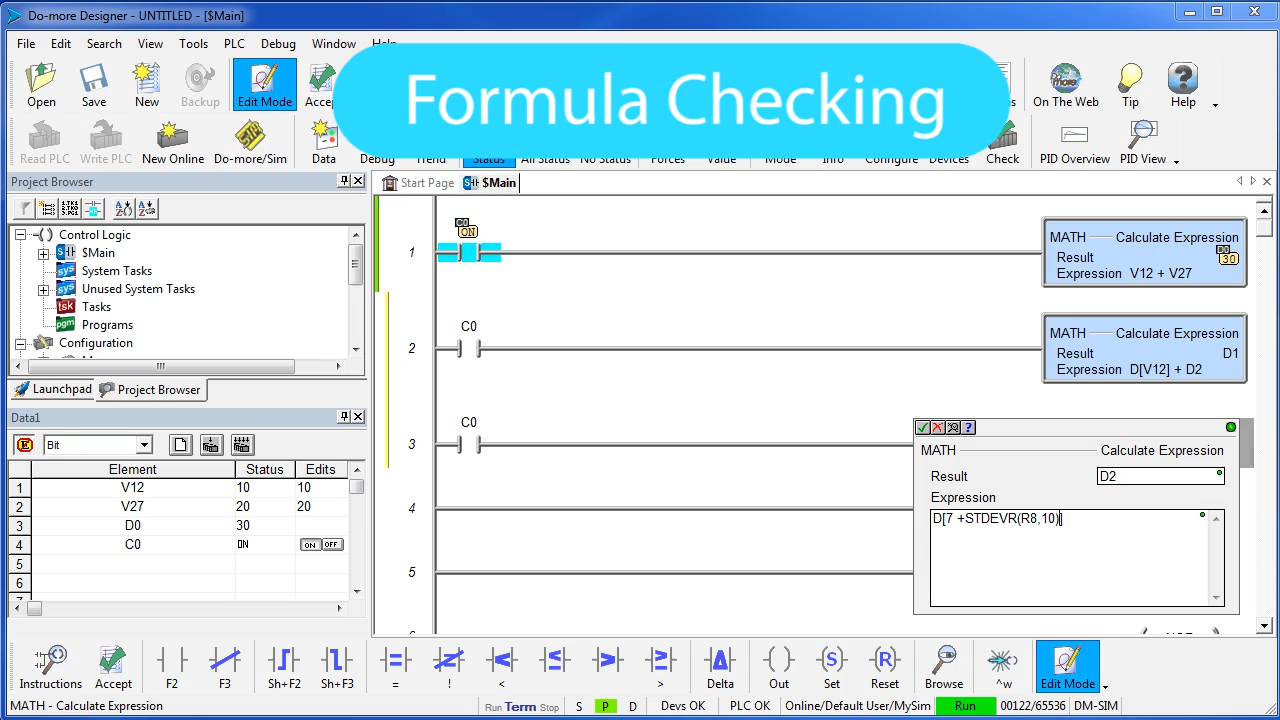 Do-more Designer - UNTITLED - [$Main]
File Edit Search View Tools PLC Debug Window Help
Formula Checking
Open Save New Backup Edit Mode Accept On The Web Tip Help
Read PLC Write PLC New Online Do-more/Sim Data Debug Trend Status All Status No Status Forces Value Mode Info Configure Devices Check PID Overview PID View
Project Browser
Start Page $Main
Control Logic
$Main
System Tasks
Unused System Tasks
Tasks
Programs
Configuration
Launchpad Project Browser
Data1
Bit
Element Status Edits
1 V12 10 10
2 V27 20 20
3 D0 30
4 C0 ON ON OFF
5
6
C0
ON
1
MATH Calculate Expression
Result D0
30
Expression V12 + V27
C0
2
MATH Calculate Expression
Result D1
Expression D[V12] + D2
C0
3
MATH Calculate Expression
Result D2
Expression
D[7 +STDEVR(R8,10)]
4
5
Instructions Accept F2 F3 Sh+F2 Sh+F3 = ! < > Delta Out Set Reset Browse ^w Edit Mode
MATH - Calculate Expression Run Term Stop S P D Devs OK PLC OK Online/Default User/MySim Run 00122/65536 DM-SIM